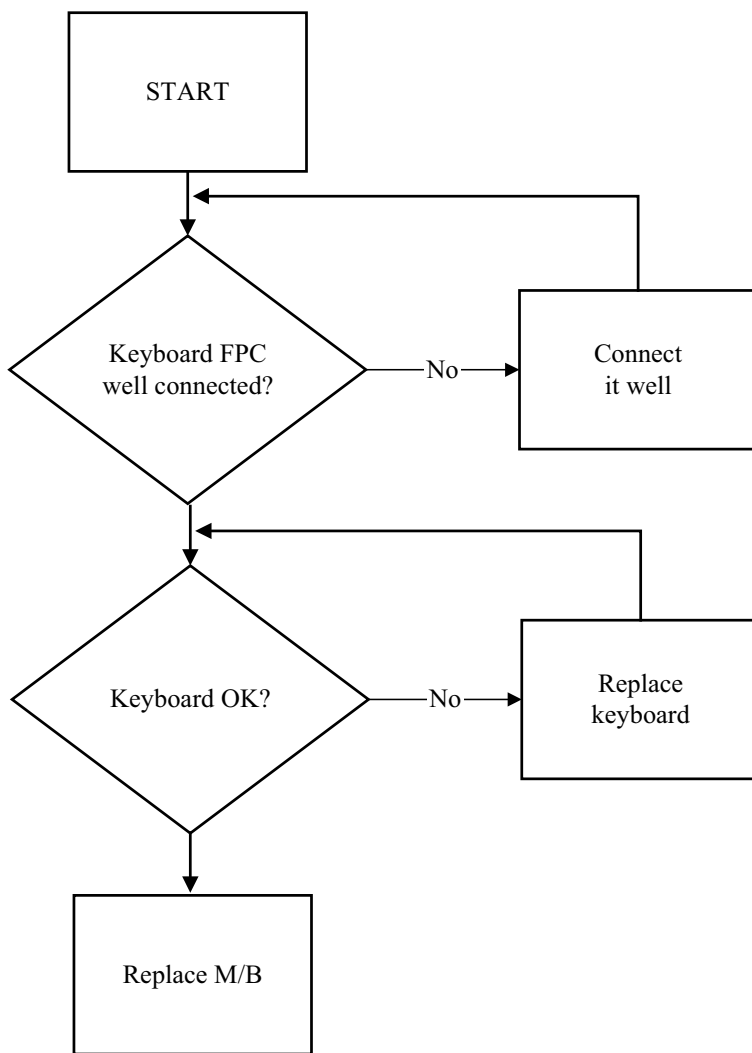 START
Keyboard FPC
well connected?
No
Connect
it well
Keyboard OK?
No
Replace
keyboard
Replace M/B